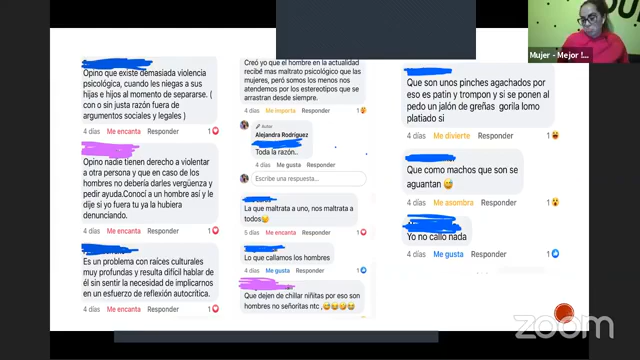 Opino que existe demasiada violencia
psicológica, cuando les niegas a sus
hija e hijos al momento de separarse.
( con o sin justa razón fuera de
argumentos sociales y legales )
4 días Me encanta Responder 1
Opino nadie tienen derecho a violentar
a otra persona y que en caso de los
hombres no debería darles vergüenza y
pedir ayuda.Conocí a un hombre así y le
dije si yo fuera tu ya la hubiera
denunciando.
4 días Me encanta Responder 1
Es un problema con raíces culturales
muy profundas y resulta difícil hablar de
él sin sentir la necesidad de implicarnos
en un esfuerzo de reflexión autocrítica.
4 días Me encanta Responder 1
Creó yo que el hombre en la actualidad
recibé mas maltrato psicológico que las
mujeres, peró somos los menos nos
atendemos por los estereotipos que se
arrastran desde siempre.
4 días Me importa Responder 1
Autor
Alejandra Rodríguez
Toda la razón..
4 días Me gusta Responder
Escribe una respuesta...
La que maltrata a uno, nos maltrata a
todos
5 días Me encanta Responder 1
Lo que callamos los hombres
4 días Me gusta Responder 1
Que dejen de chillar niñitas por eso son
hombres no señoritas ntc ,
Que son unos pinches agachados por
eso es patin y trompon y si se ponen al
pedo un jalón de greñas gorila lomo
platiado si
4 días Me divierte Responder 1
Que como machos que son se
aguantan
4 días Me asombra Responder 1
Yo no calló nada
4 días Me gusta Responder 1
Mujer - Mejor !...
zoom